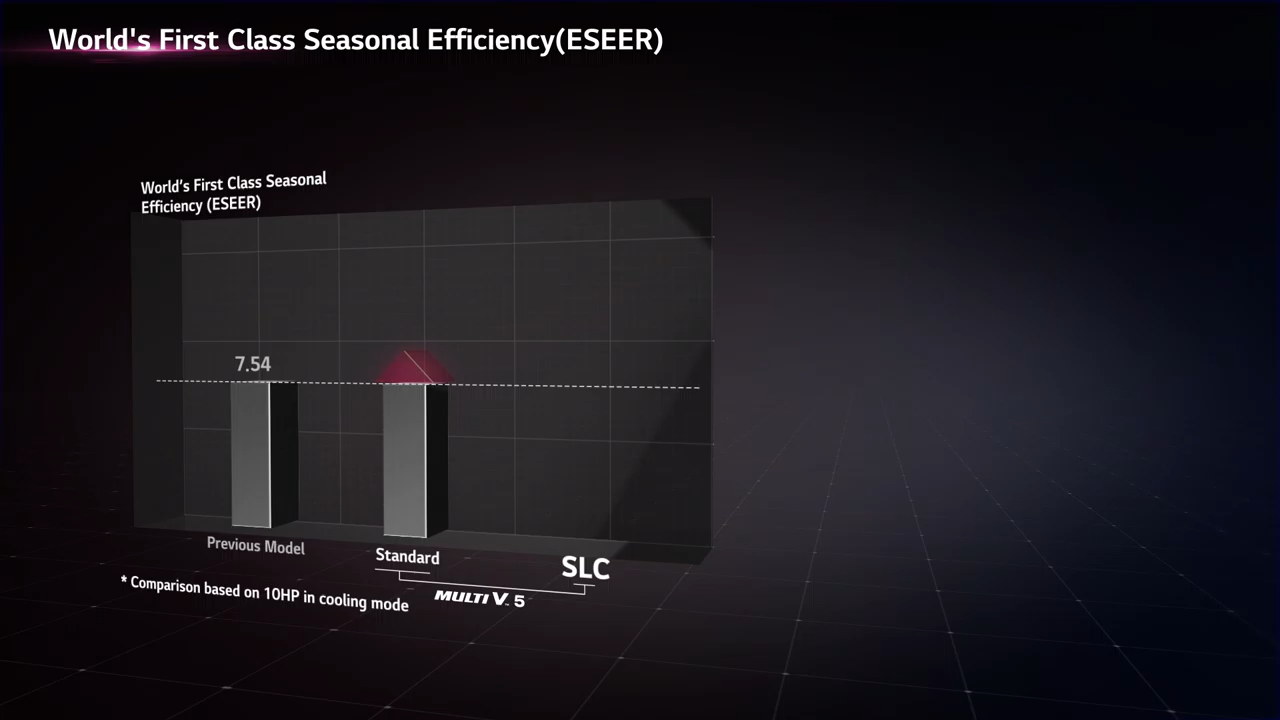 World's First Class Seasonal Efficiency(ESEER)
World's First Class Seasonal
Efficiency (ESEER)
7.54
Previous Model
Standard
SLC
MULTI V™ 5
* Comparison based on 10HP in cooling mode